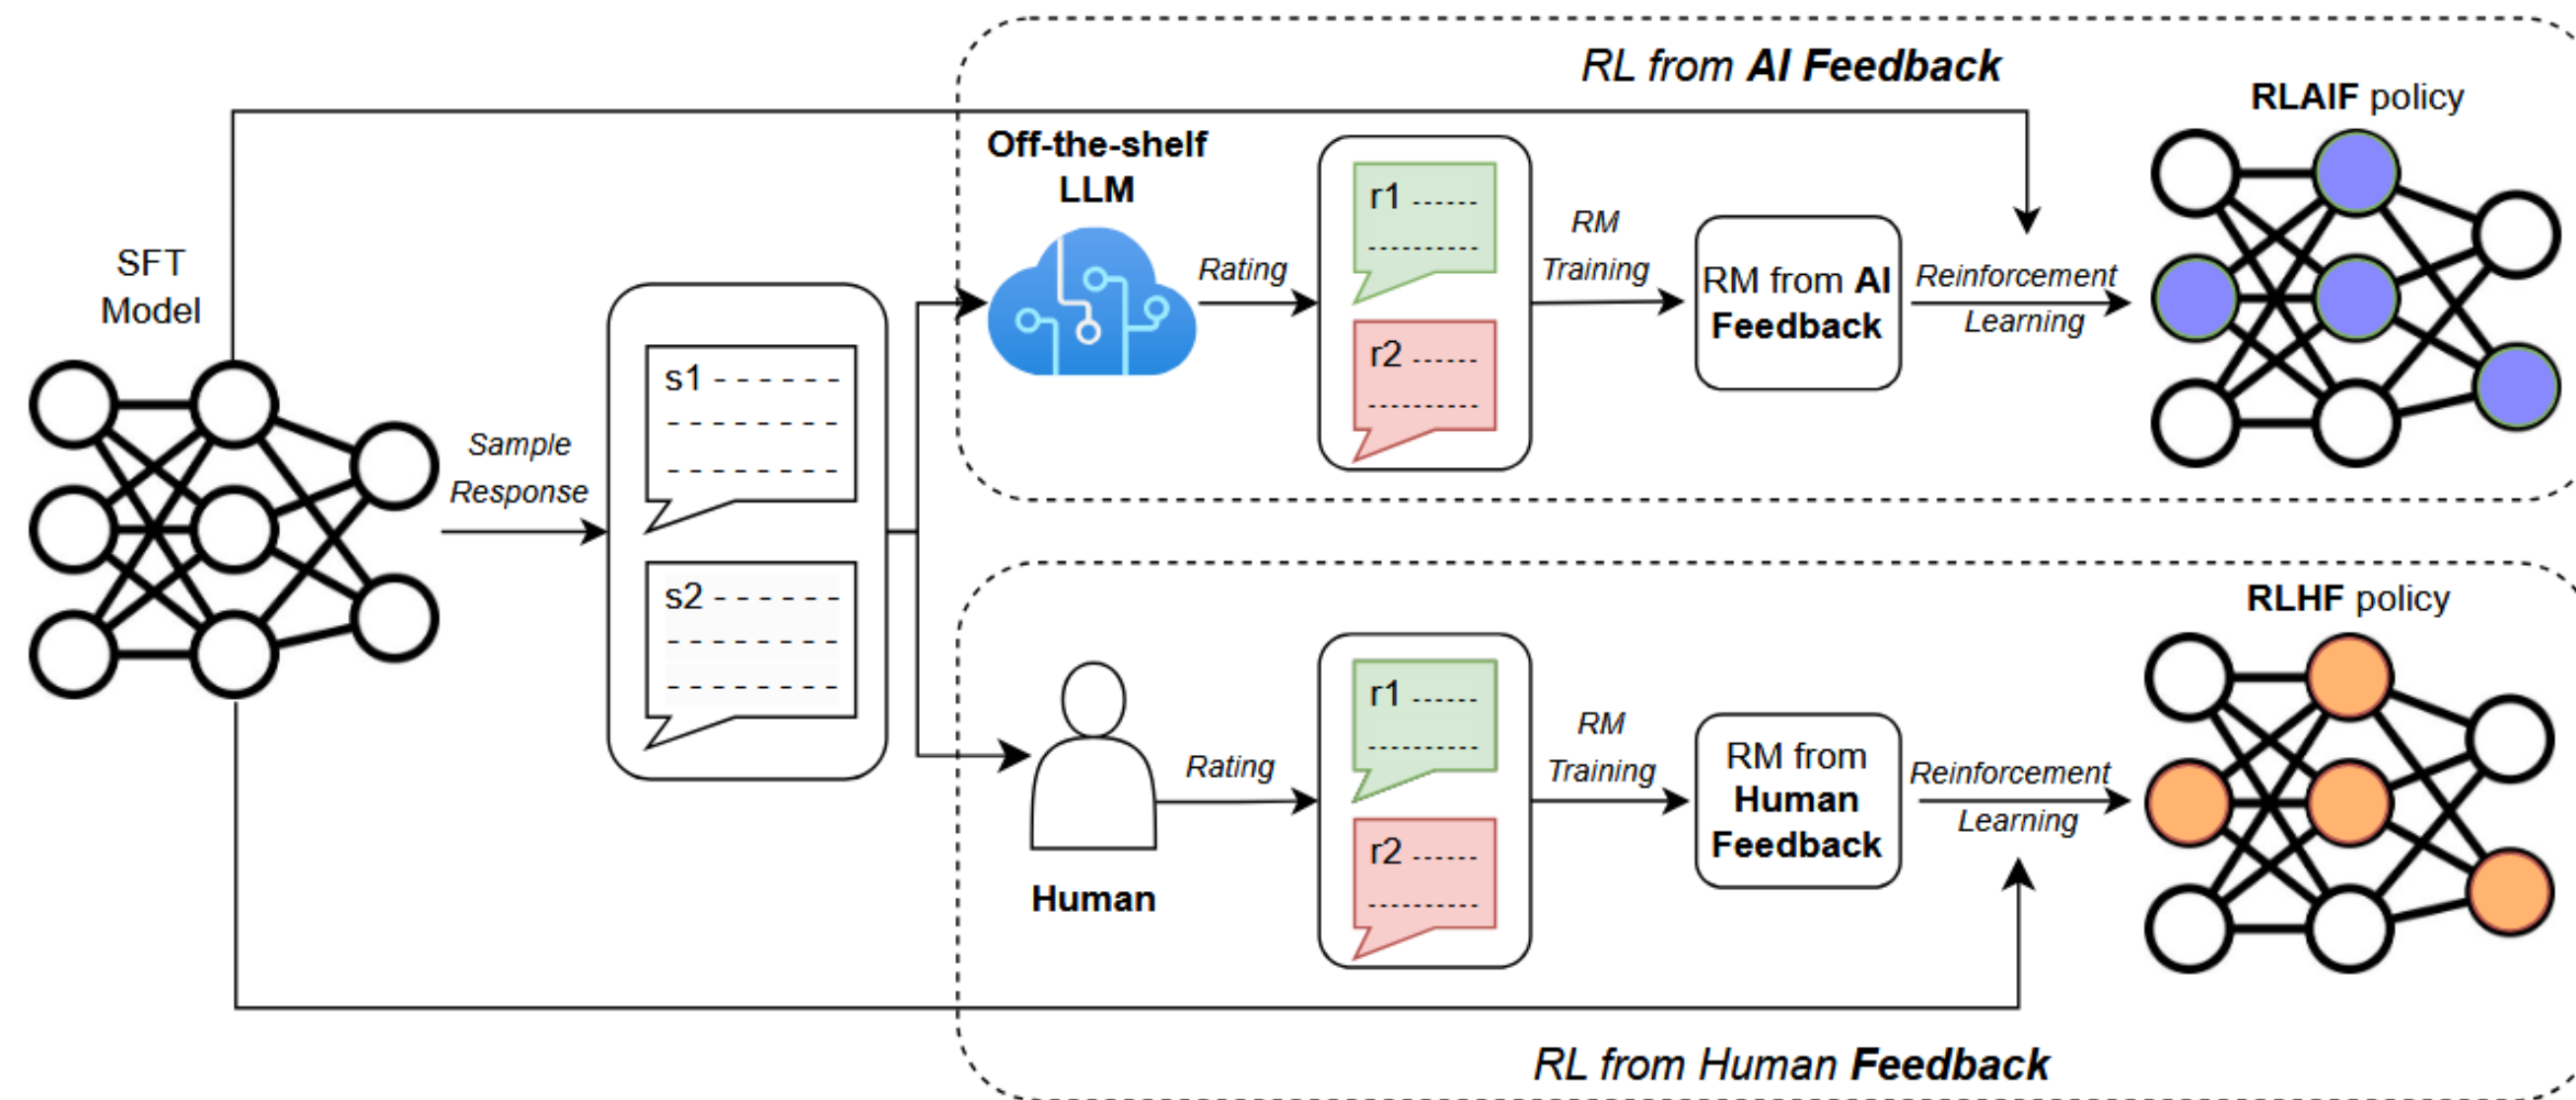 RL from AI Feedback
RLAIF policy
Off-the-shelf
LLM
SFT
Model
Sample
Response
s1
s2
Rating
r1
r2
RM
Training
RM from AI
Feedback
Reinforcement
Learning
RLHF policy
Human
Rating
r1
r2
RM
Training
RM from
Human
Feedback
Reinforcement
Learning
RL from Human Feedback